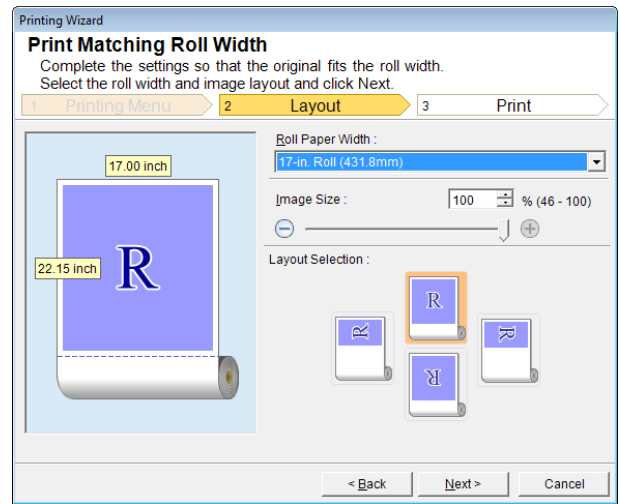 Printing Wizard
Print Matching Roll Width
Complete the settings so that the original fits the roll width.
Select the roll width and image layout and click Next.
1 Printing Menu 2 Layout 3 Print
Roll Paper Width :
17-in. Roll (431.8mm)
17.00 inch
Image Size : 100 % (46 - 100)
22.15 inch
R
Layout Selection :
R
R
R
R
< Back Next > Cancel